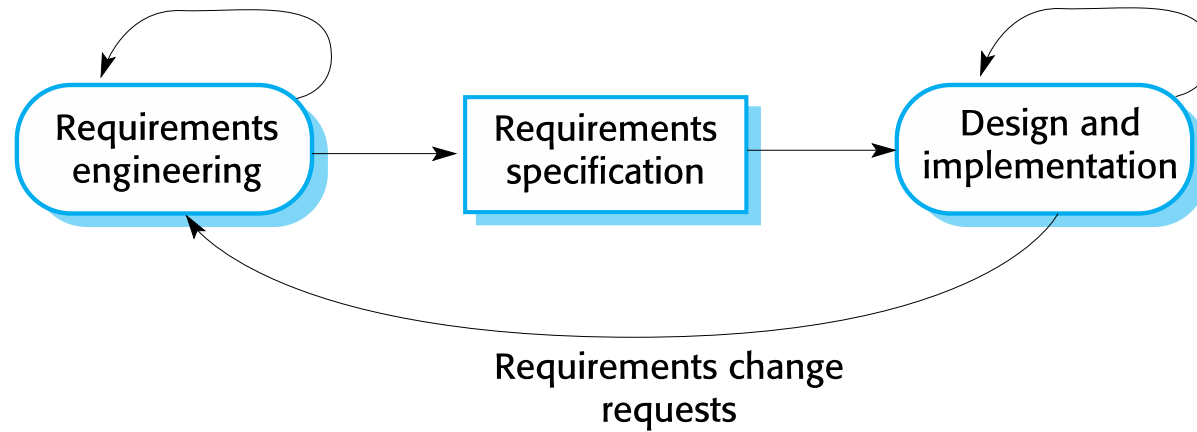 Requirements
engineering
Requirements
specification
Design and
implementation
Requirements change
requests